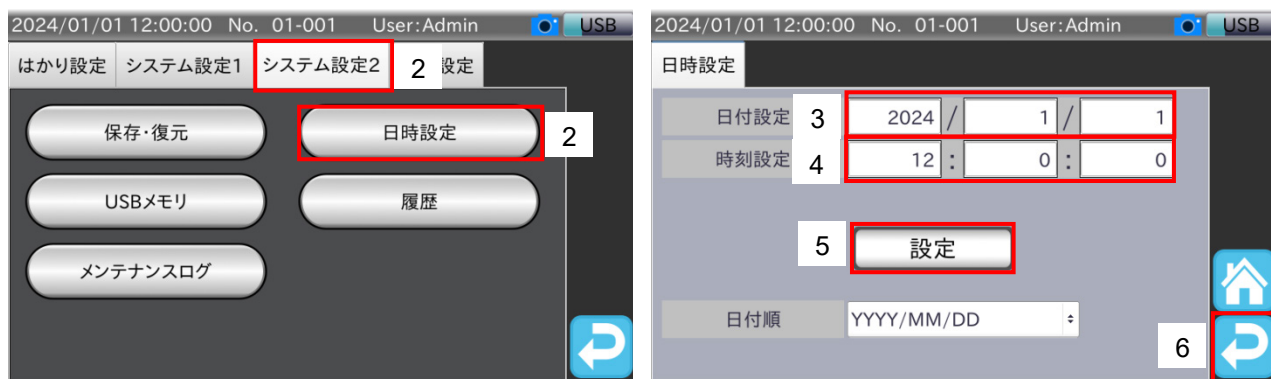 2024/01/01 12:00:00 No. 01-001 User:Admin USB
はかり設定 システム設定1 システム設定2 2 設定
保存・復元 日時設定 2
USBメモリ 履歴
メンテナンスログ
2024/01/01 12:00:00 No. 01-001 User:Admin USB
日時設定
日付設定 3 2024 / 1 / 1
時刻設定 4 12 : 0 : 0
5 設定
日付順 YYYY/MM/DD
6